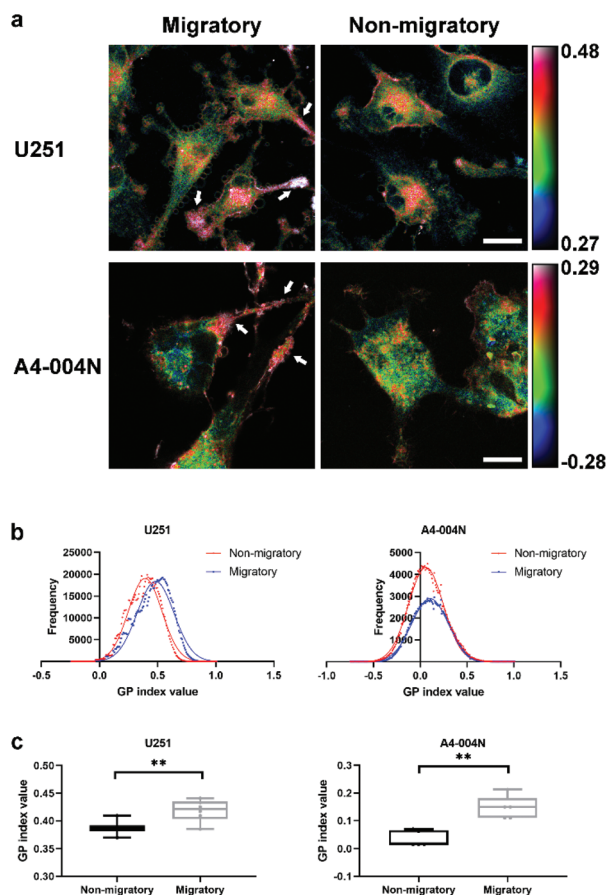 a
Migratory
Non-migratory
U251
0.48
0.27
A4-004N
0.29
-0.28
b
U251
25000
20000
15000
10000
5000
Frequency
Non-migratory
Migratory
-0.5
0.0
0.5
1.0
1.5
GP index value
A4-004N
5000
4000
3000
2000
1000
0
Frequency
Non-migratory
Migratory
-1.0
-0.5
0.0
0.5
1.0
GP index value
c
U251
**
0.50
0.45
0.40
0.35
0.30
GP index value
Non-migratory
Migratory
A4-004N
**
0.3
0.2
0.1
0.0
-0.1
GP index value
Non-migratory
Migratory